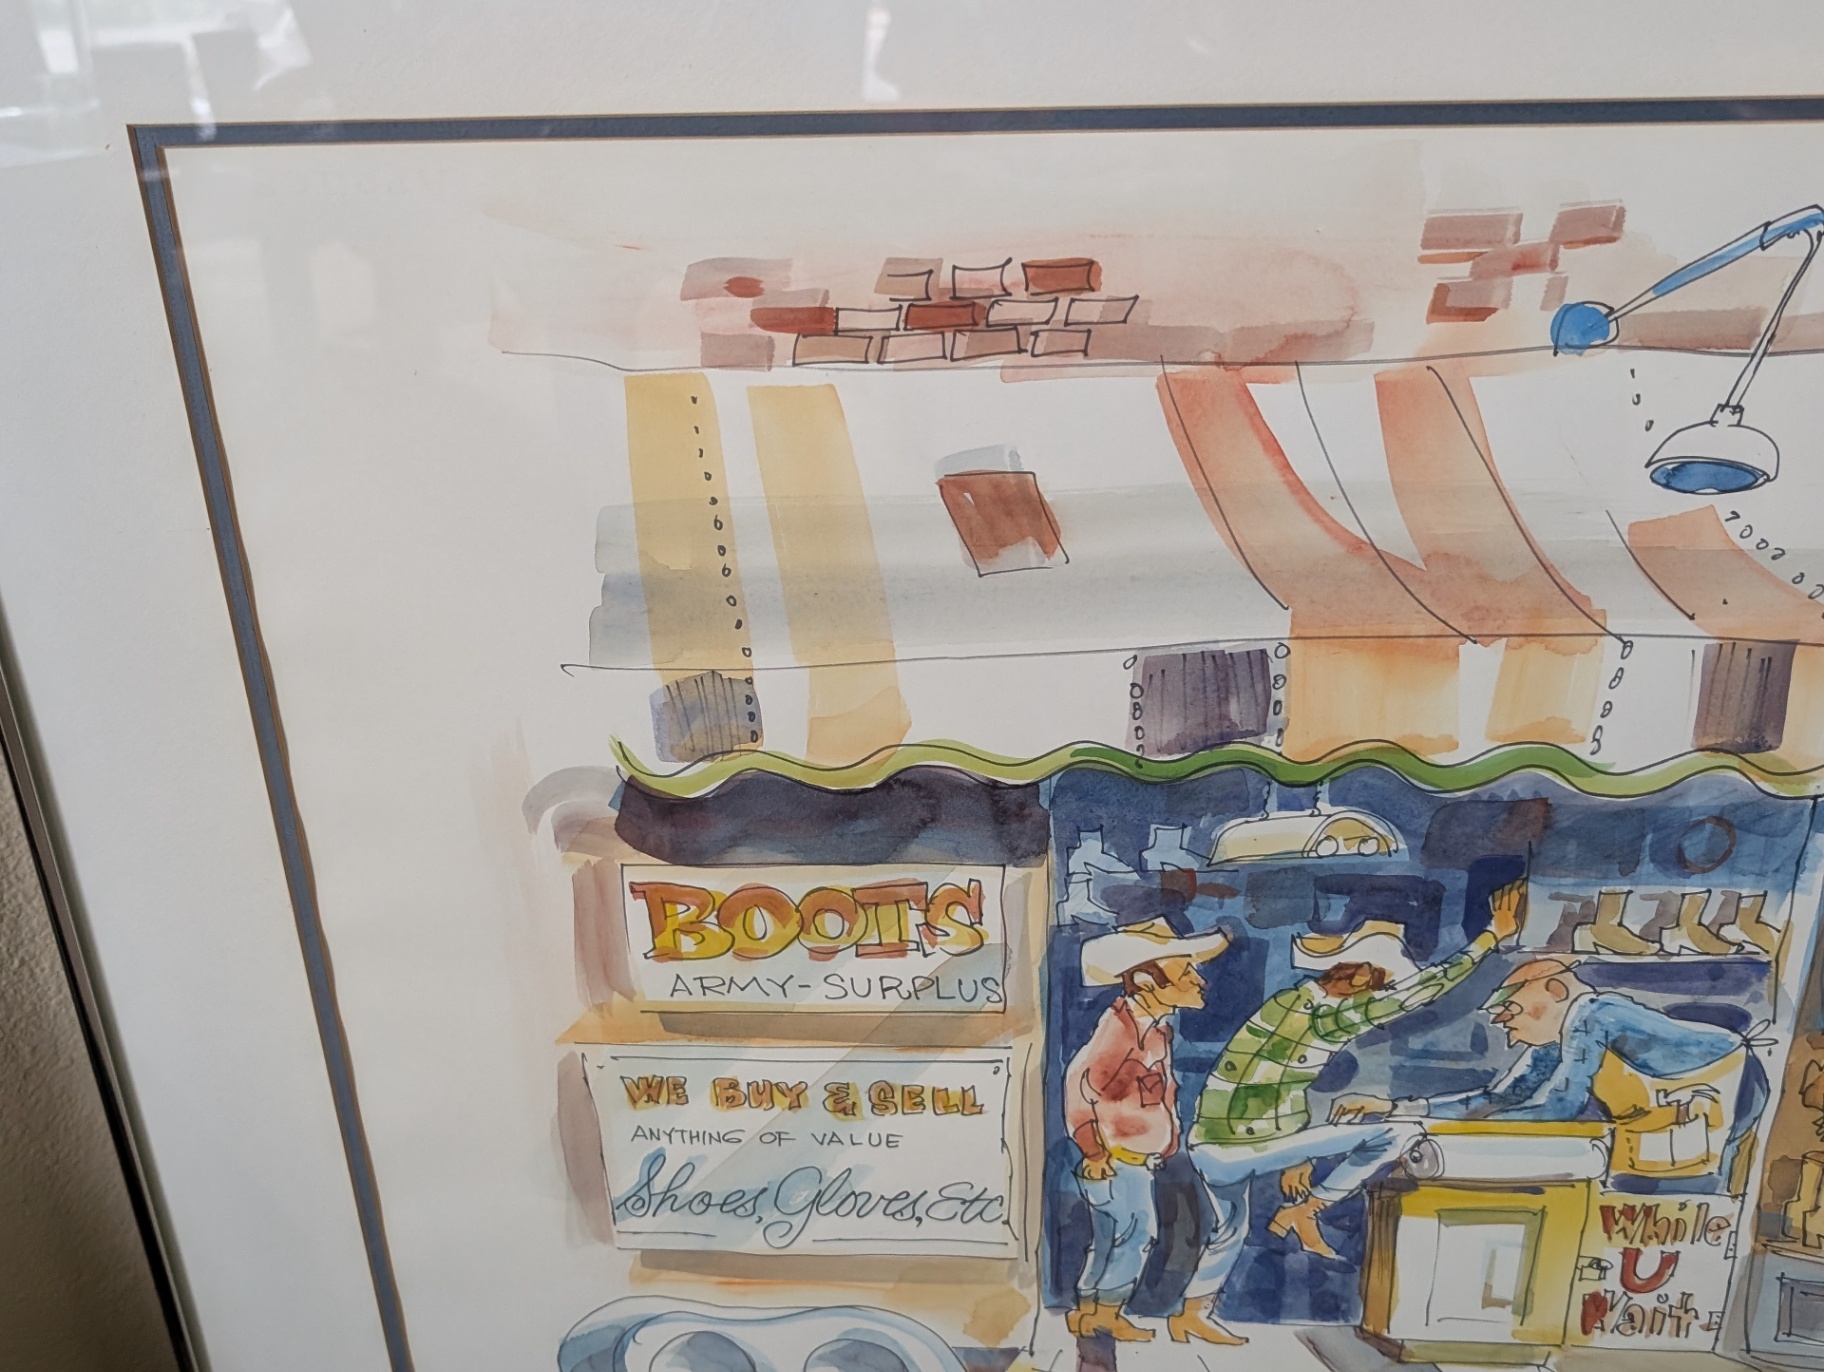 BOOTS
ARMY-SURPLUS
WE BUY & SELL
ANYTHING OF VALUE
Shoes, Gloves, Etc.
While
U
Wait